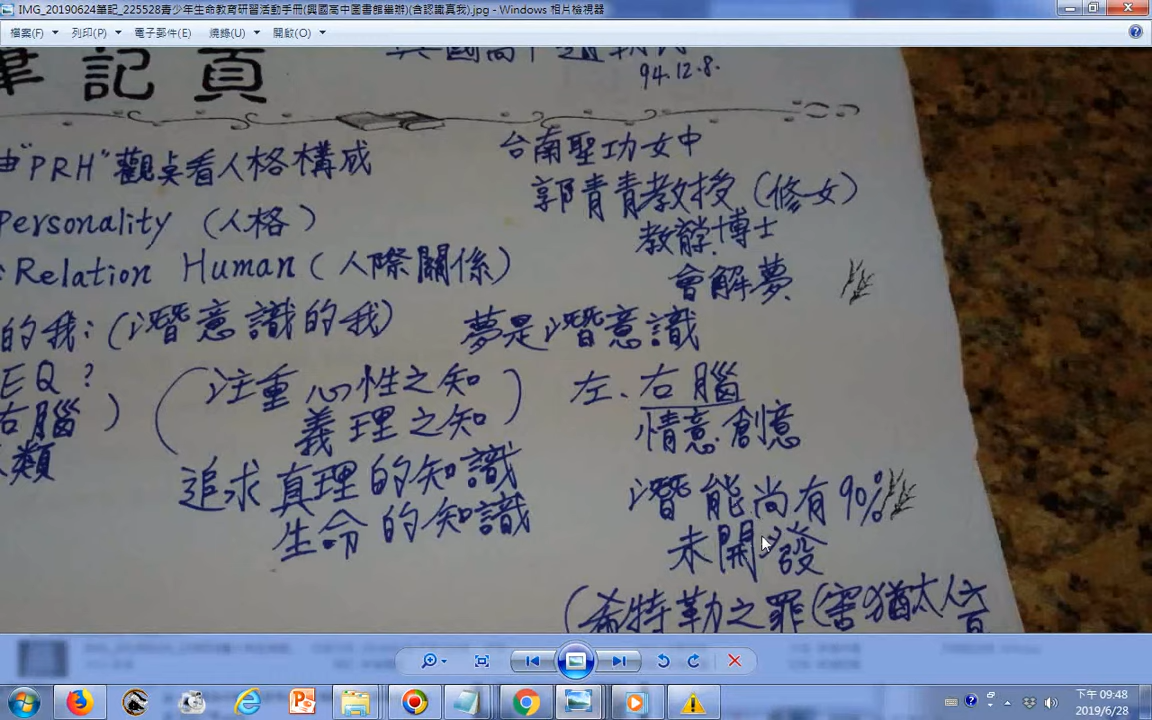 IMG_20190624筆記_225528青少年生命教育研習活動手冊(興國高中圖書館舉辦)(含認識真我).jpg - Windows 相片檢視器
檔案(F) 列印(P) 電子郵件(E) 燒錄(U) 開啟(O)
筆記頁
94.12.8.
由"PRH"觀點看人格構成
台南聖功女中
郭青青教授(修女)
Personality (人格)
教育學博士
Relation Human (人際關係)
會解夢
的我:(潛意識的我)
夢是潛意識
EQ?
(注重心性之知
義理之知)
左、右腦
右腦)
情意創意
人類
追求真理的知識
生命的知識
潛能尚有90%
未開發
(希特勒之罪(害猶太人
下午 09:48
2019/6/28